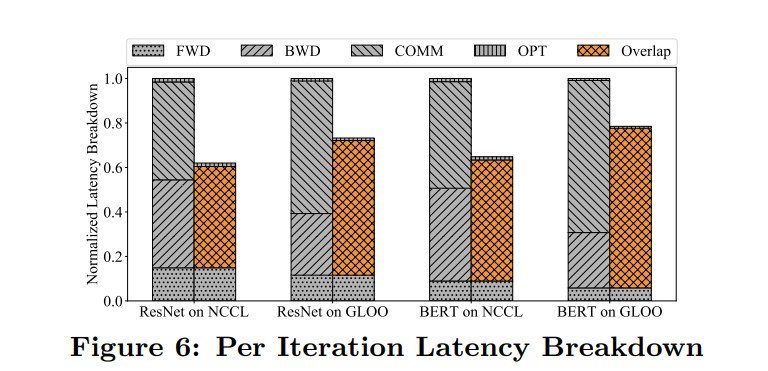 FWD BWD COMM OPT Overlap
Normalized Latency Breakdown
1.0
0.8
0.6
0.4
0.2
0.0
ResNet on NCCL ResNet on GLOO BERT on NCCL BERT on GLOO
Figure 6: Per Iteration Latency Breakdown